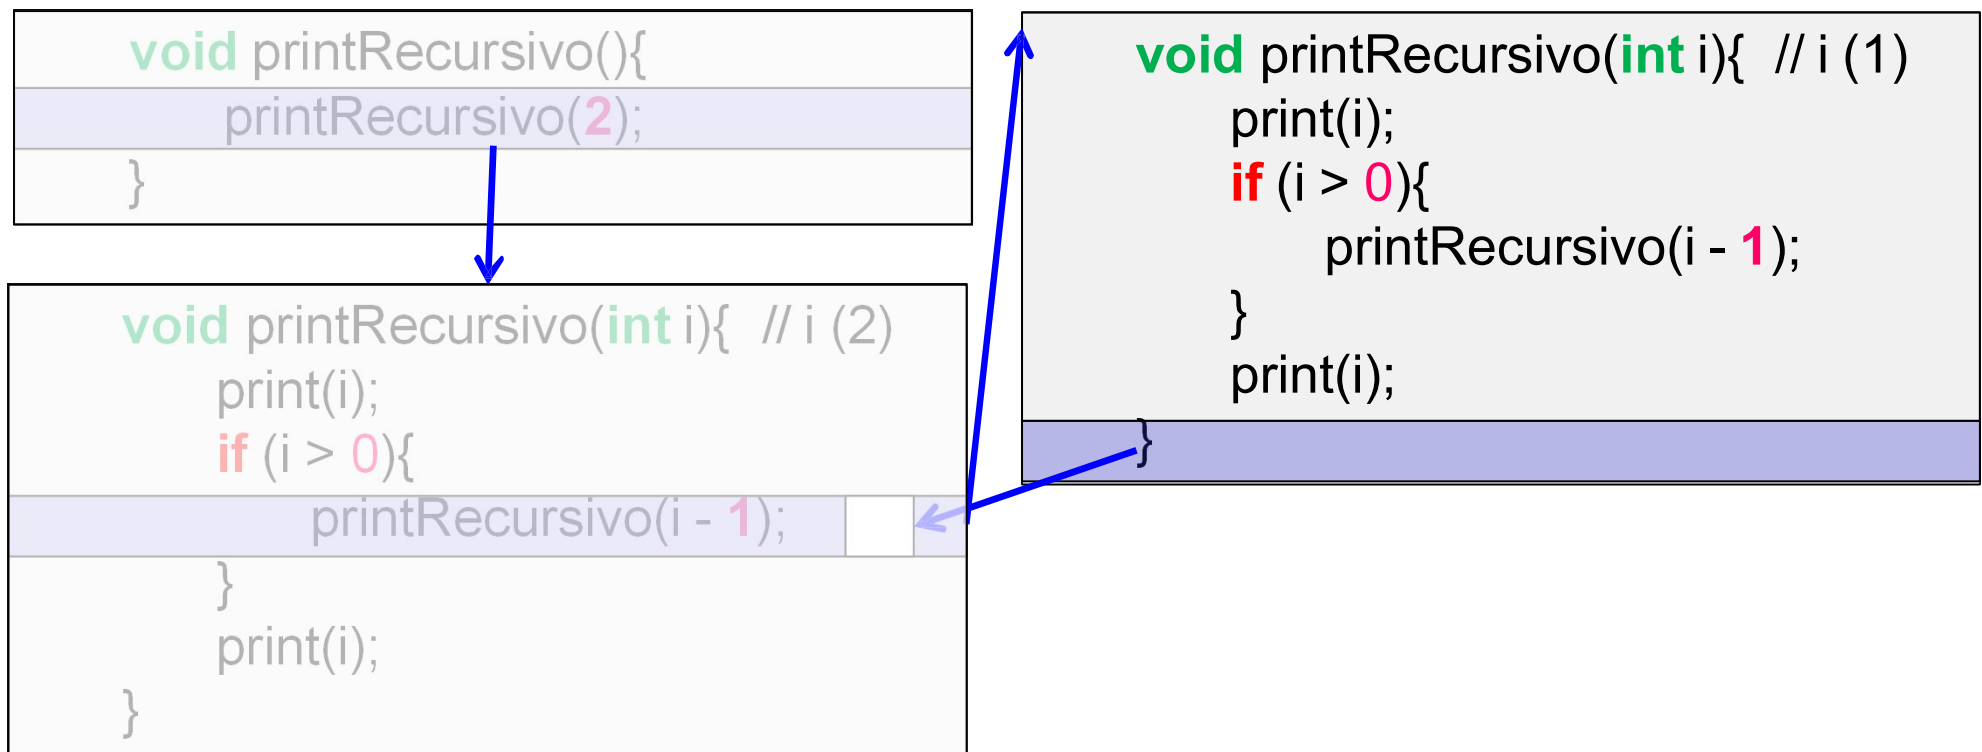 void printRecursivo(){
printRecursivo(2);
}
void printRecursivo(int i){ // i (2)
print(i);
if (i > 0){
printRecursivo(i - 1);
}
print(i);
}
void printRecursivo(int i){ // i (1)
print(i);
if (i > 0){
printRecursivo(i - 1);
}
print(i);
}